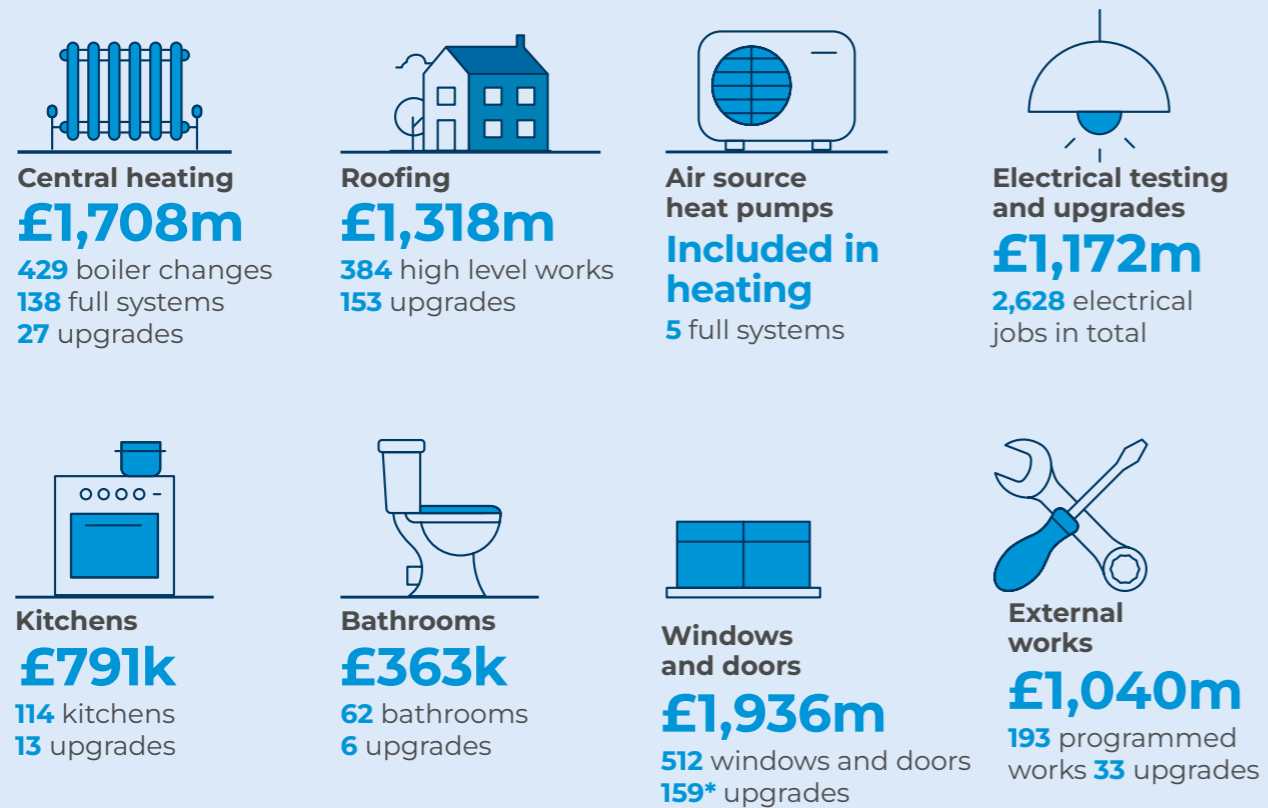 Central heating
£1,708m
429 boiler changes
138 full systems
27 upgrades
Roofing
£1,318m
384 high level works
153 upgrades
Air source
heat pumps
Included in
heating
5 full systems
Electrical testing
and upgrades
£1,172m
2,628 electrical
jobs in total
Kitchens
£791k
114 kitchens
13 upgrades
Bathrooms
£363k
62 bathrooms
6 upgrades
Windows
and doors
£1,936m
512 windows and doors
159* upgrades
External
works
£1,040m
193 programmed
works 33 upgrades